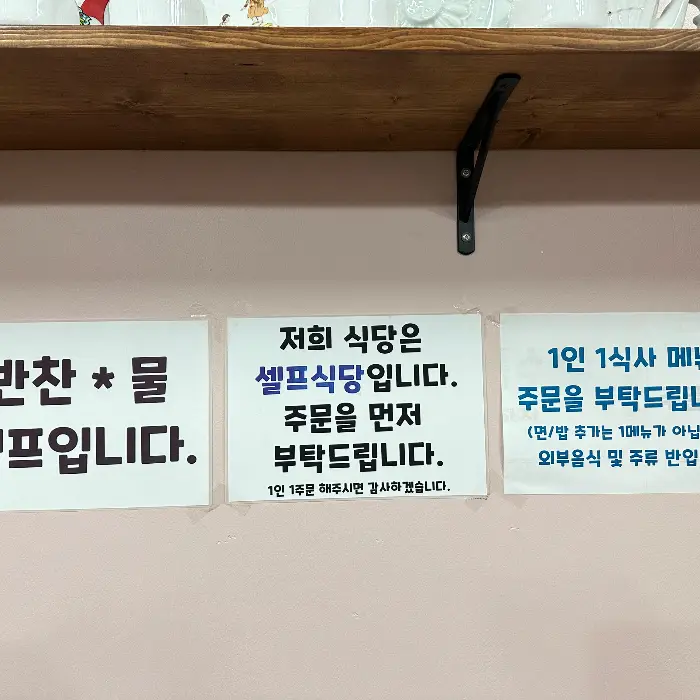 반찬 * 물
프입니다.
저희 식당은
셀프식당입니다.
주문을 먼저
부탁드립니다.
1인 1주문 해주시면 감사하겠습니다.
1인 1식사 메뉴
주문을 부탁드립니
(면/밥 추가는 1메뉴가 아닙
외부음식 및 주류 반입